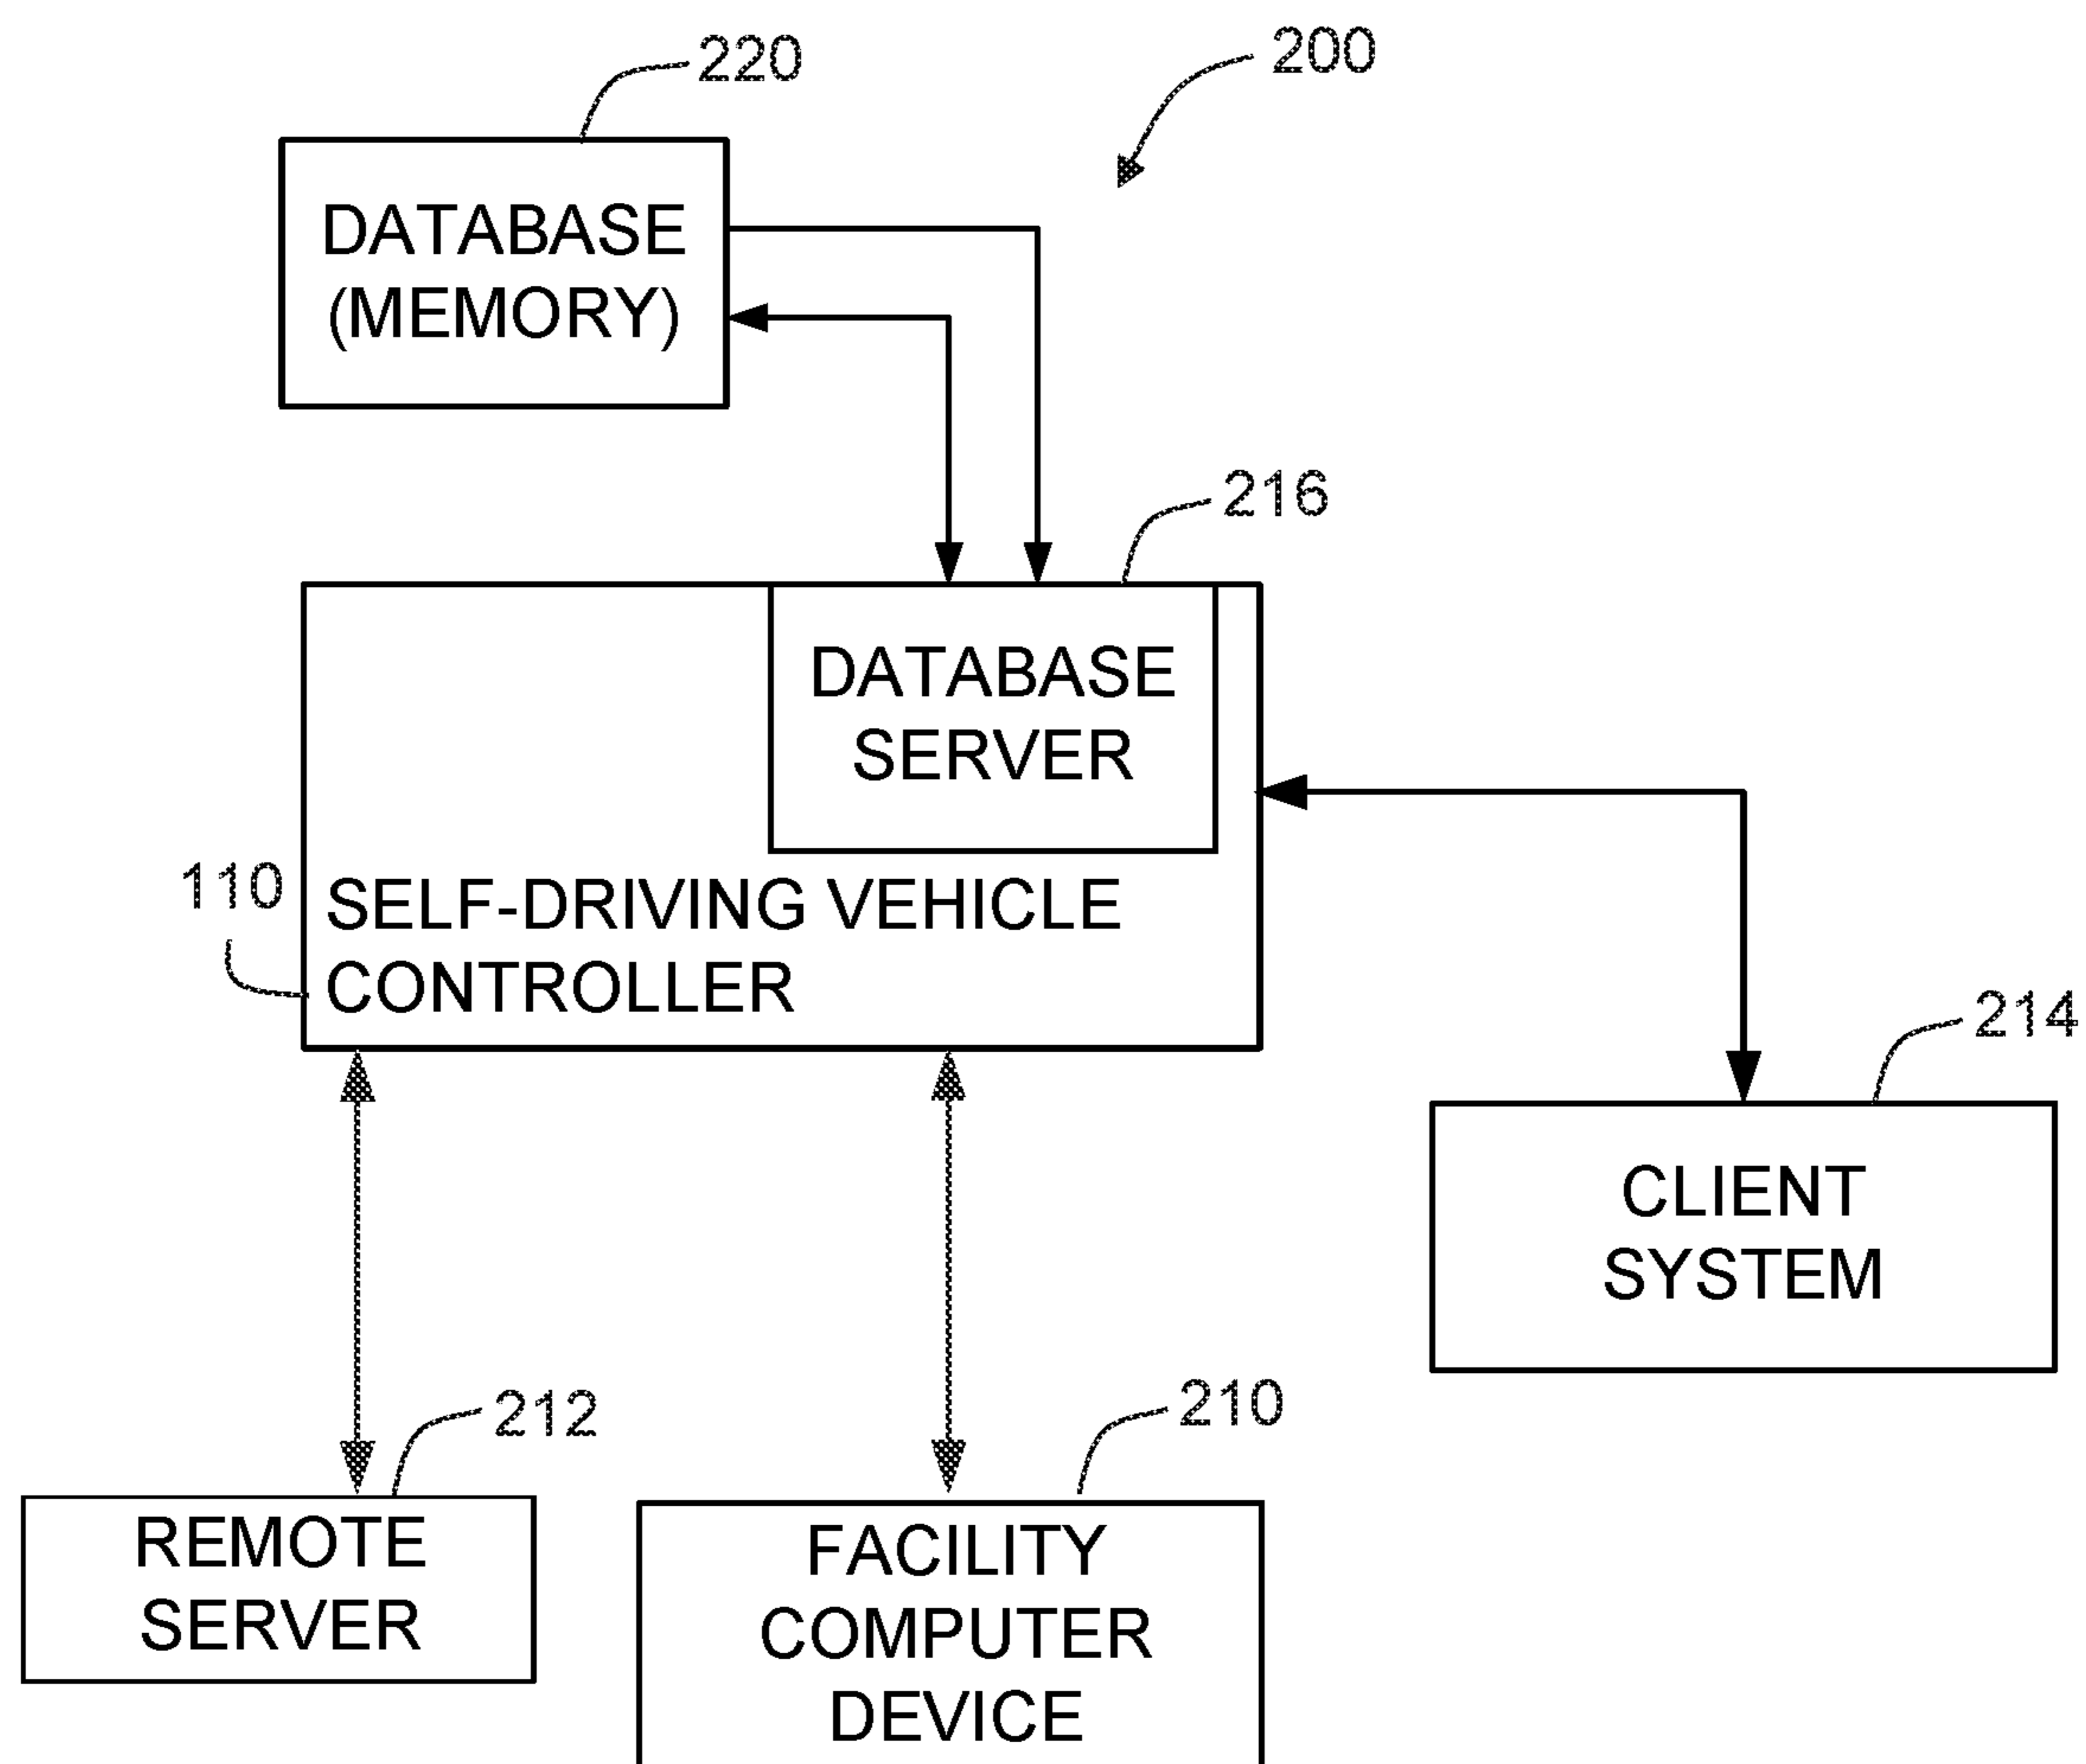 220
200
DATABASE
(MEMORY)
216
DATABASE
SERVER
110
SELF-DRIVING VEHICLE
CONTROLLER
214
CLIENT
SYSTEM
212
210
REMOTE
SERVER
FACILITY
COMPUTER
DEVICE